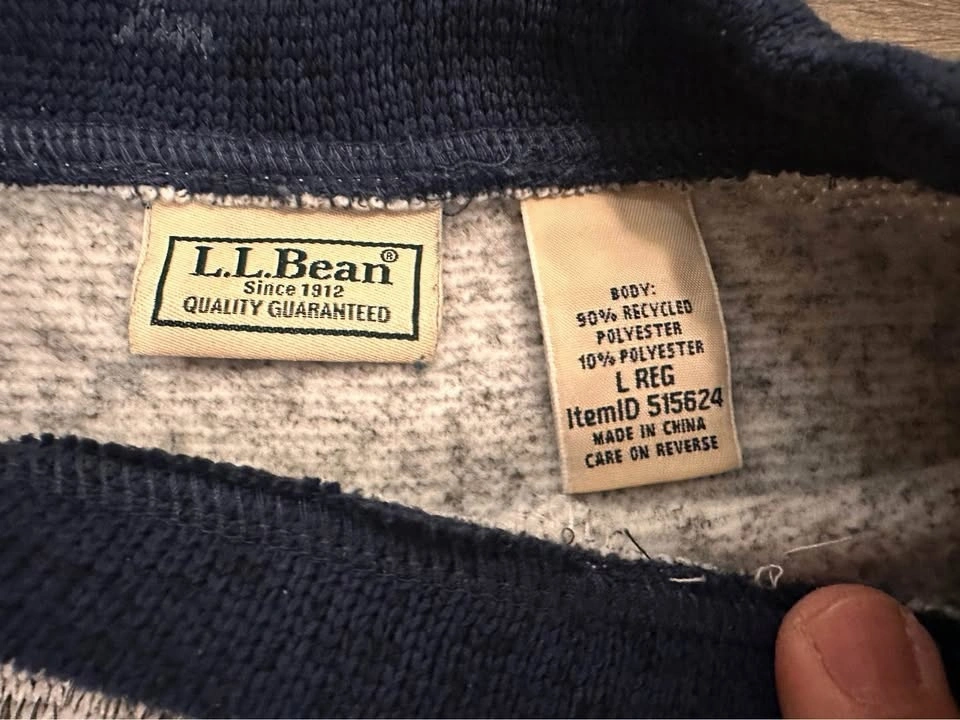 L.L.Bean®
Since 1912
QUALITY GUARANTEED
BODY:
90% RECYCLED
POLYESTER
10% POLYESTER
L REG
ItemID 515624
MADE IN CHINA
CARE ON REVERSE